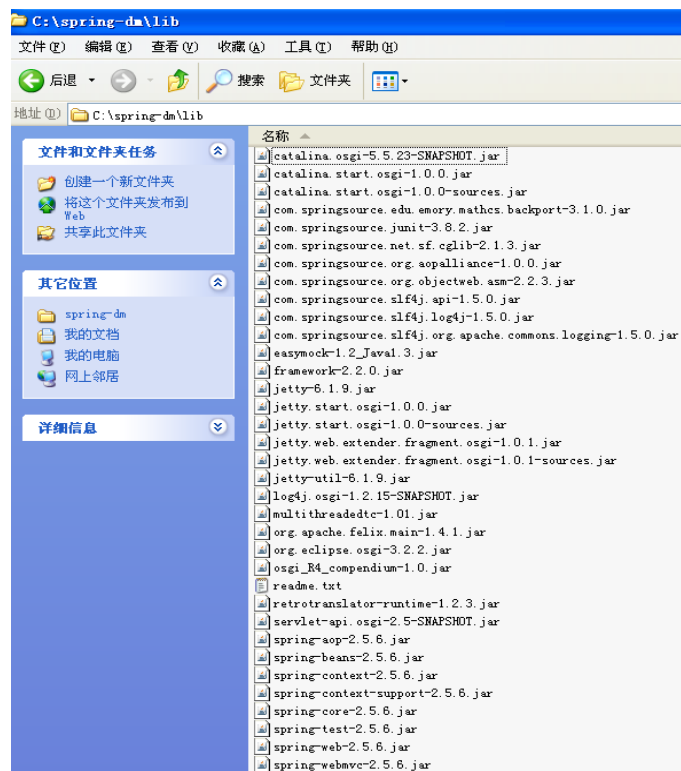 C:\spring-dm\lib
文件(F) 编辑(E) 查看(V) 收藏(A) 工具(T) 帮助(H)
后退 搜索 文件夹
地址(D) C:\spring-dm\lib
文件和文件夹任务
创建一个新文件夹
将这个文件夹发布到
Web
共享此文件夹
其它位置
spring-dm
我的文档
我的电脑
网上邻居
详细信息
名称
catalina.osgi-5.5.23-SNAPSHOT.jar
catalina.start.osgi-1.0.0.jar
catalina.start.osgi-1.0.0-sources.jar
com.springsource.edu.emory.mathcs.backport-3.1.0.jar
com.springsource.junit-3.8.2.jar
com.springsource.net.sf.cglib-2.1.3.jar
com.springsource.org.aopalliance-1.0.0.jar
com.springsource.org.objectweb.asm-2.2.3.jar
com.springsource.slf4j.api-1.5.0.jar
com.springsource.slf4j.log4j-1.5.0.jar
com.springsource.slf4j.org.apache.commons.logging-1.5.0.jar
easymock-1.2_Java1.3.jar
framework-2.2.0.jar
jetty-6.1.9.jar
jetty.start.osgi-1.0.0.jar
jetty.start.osgi-1.0.0-sources.jar
jetty.web.extender.fragment.osgi-1.0.1.jar
jetty.web.extender.fragment.osgi-1.0.1-sources.jar
jetty-util-6.1.9.jar
log4j.osgi-1.2.15-SNAPSHOT.jar
multithreadedtc-1.01.jar
org.apache.felix.main-1.4.1.jar
org.eclipse.osgi-3.2.2.jar
osgi_R4_compendium-1.0.jar
readme.txt
retrotranslator-runtime-1.2.3.jar
servlet-api.osgi-2.5-SNAPSHOT.jar
spring-aop-2.5.6.jar
spring-beans-2.5.6.jar
spring-context-2.5.6.jar
spring-context-support-2.5.6.jar
spring-core-2.5.6.jar
spring-test-2.5.6.jar
spring-web-2.5.6.jar
spring-webmvc-2.5.6.jar